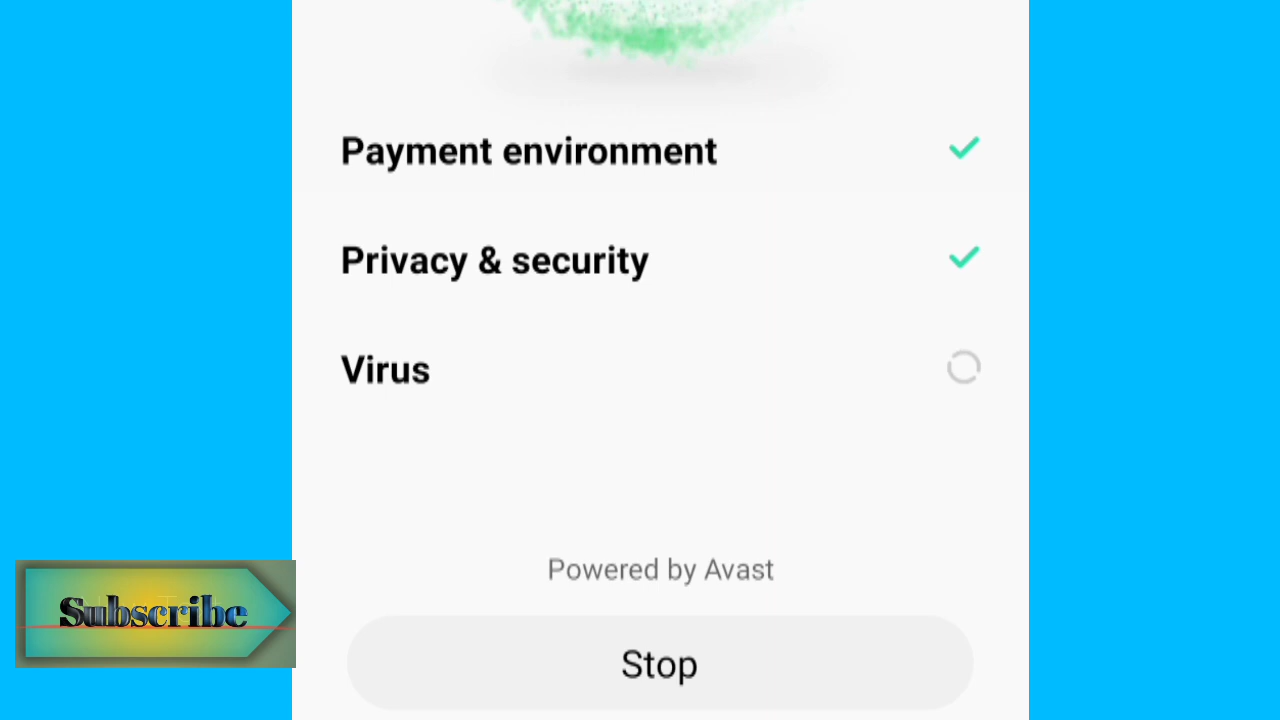 Payment environment
Privacy & security
Virus
Powered by Avast
Subscribe
Stop